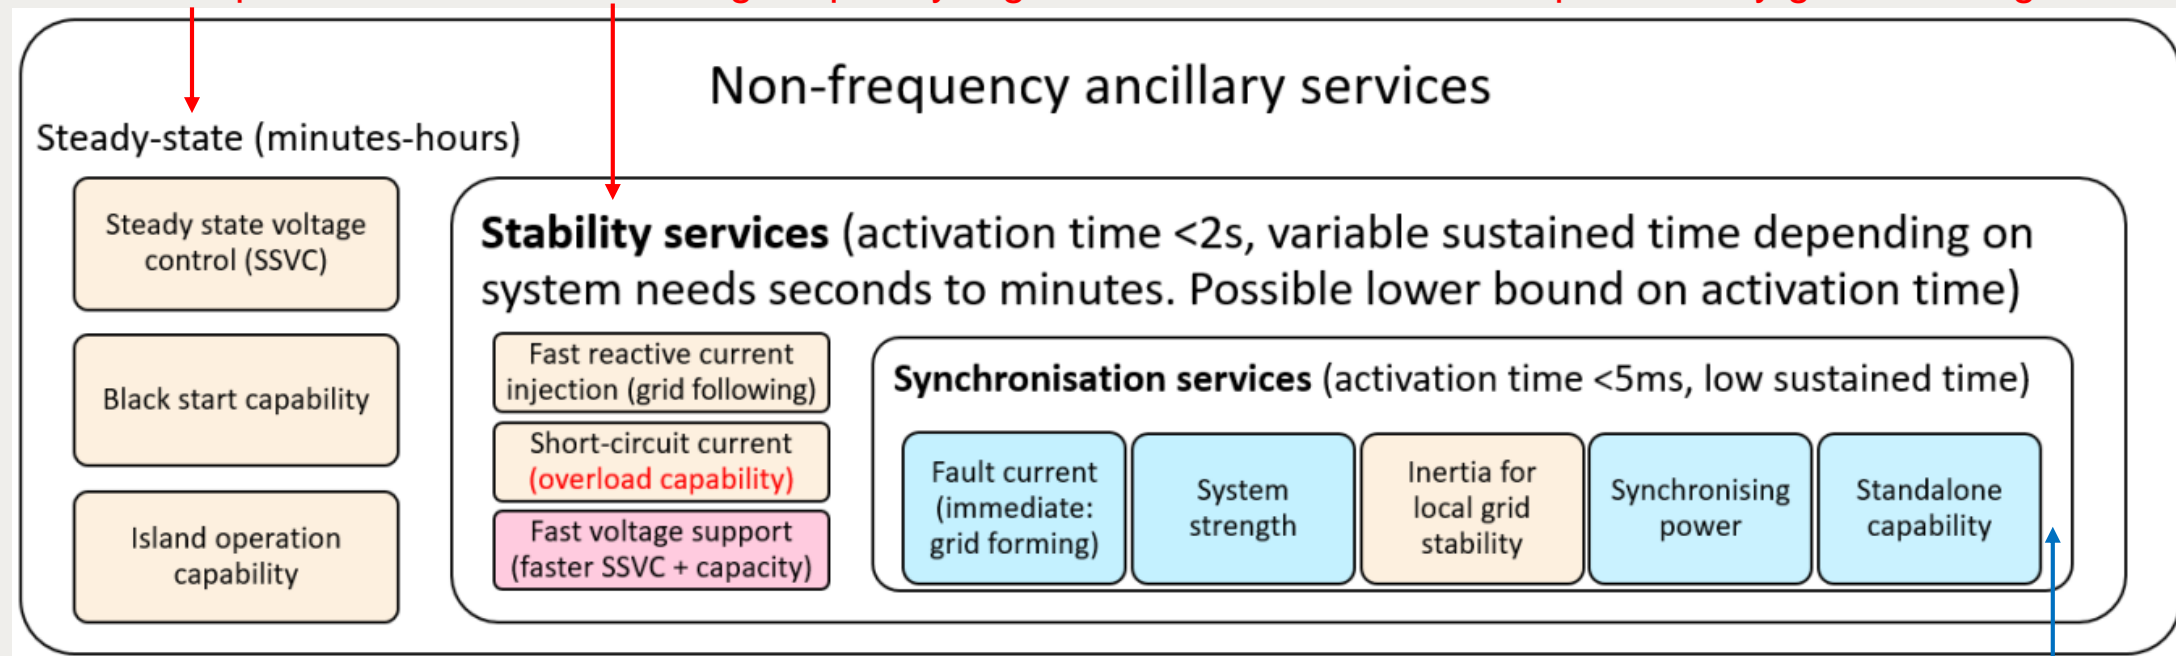 Non-frequency ancillary services
Steady-state (minutes-hours)
Steady state voltage
control (SSVC)
Black start capability
Island operation
capability
Stability services (activation time <2s, variable sustained time depending on
system needs seconds to minutes. Possible lower bound on activation time)
Fast reactive current
injection (grid following)
Short-circuit current
(overload capability)
Fast voltage support
(faster SSVC + capacity)
Synchronisation services (activation time <5ms, low sustained time)
Fault current
(immediate:
grid forming)
System
strength
Inertia for
local grid
stability
Synchronising
power
Standalone
capability